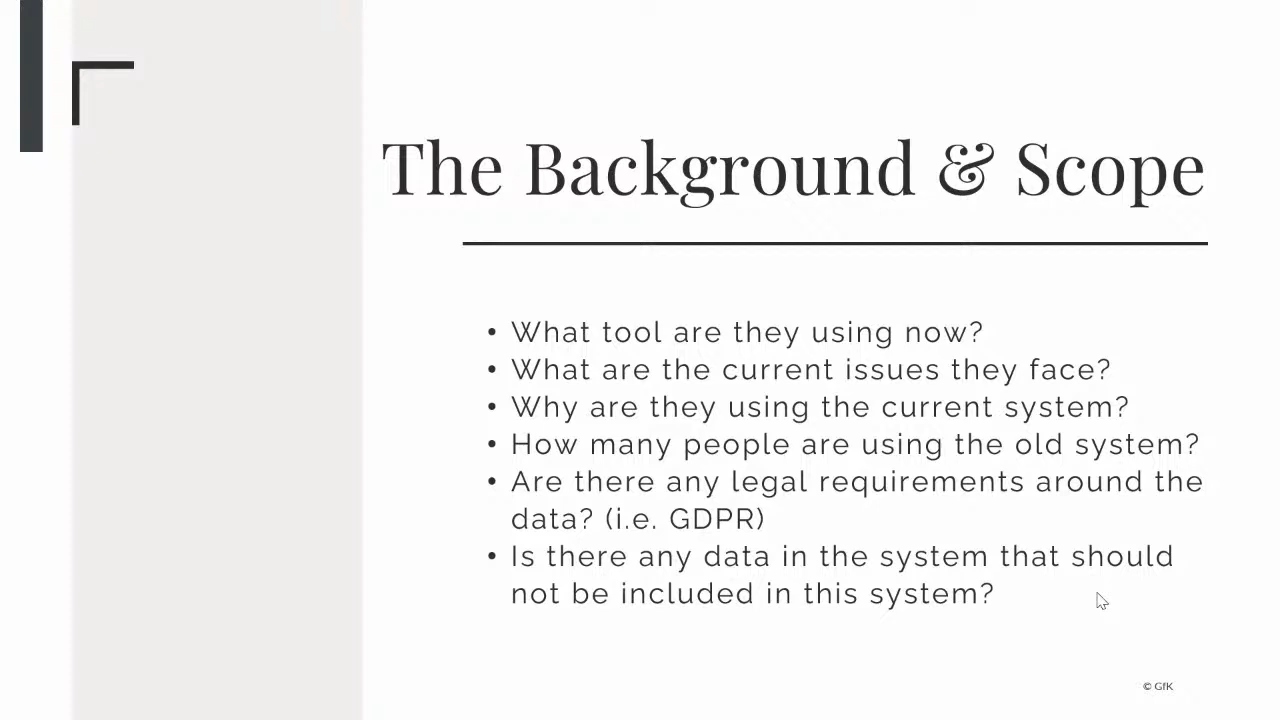 The Background & Scope
• What tool are they using now?
• What are the current issues they face?
• Why are they using the current system?
• How many people are using the old system?
• Are there any legal requirements around the
data? (i.e. GDPR)
• Is there any data in the system that should
not be included in this system?
© GfK